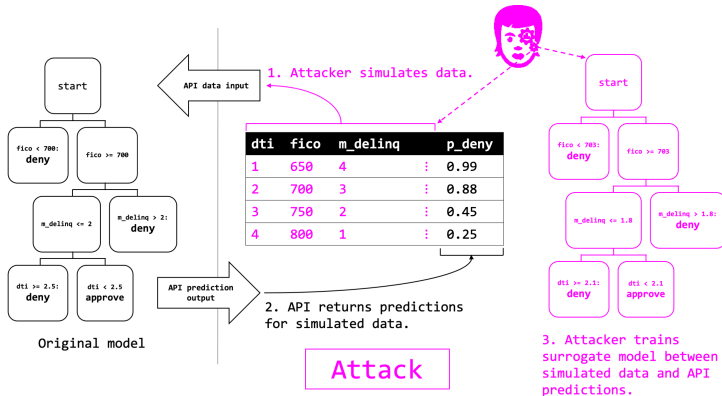 start
fico < 700:
deny
fico >= 700
m_delinq <= 2
m_delinq > 2:
deny
dti >= 2.5:
deny
dti < 2.5
approve
Original model
API data input
API prediction
output
1. Attacker simulates data.
dti fico m_delinq p_deny
1 650 4 ⋮ 0.99
2 700 3 ⋮ 0.88
3 750 2 ⋮ 0.45
4 800 1 ⋮ 0.25
2. API returns predictions
for simulated data.
Attack
start
fico < 703:
deny
fico >= 703
m_delinq <= 1.8
m_delinq > 1.8:
deny
dti >= 2.1:
deny
dti < 2.1
approve
3. Attacker trains
surrogate model between
simulated data and API
predictions.